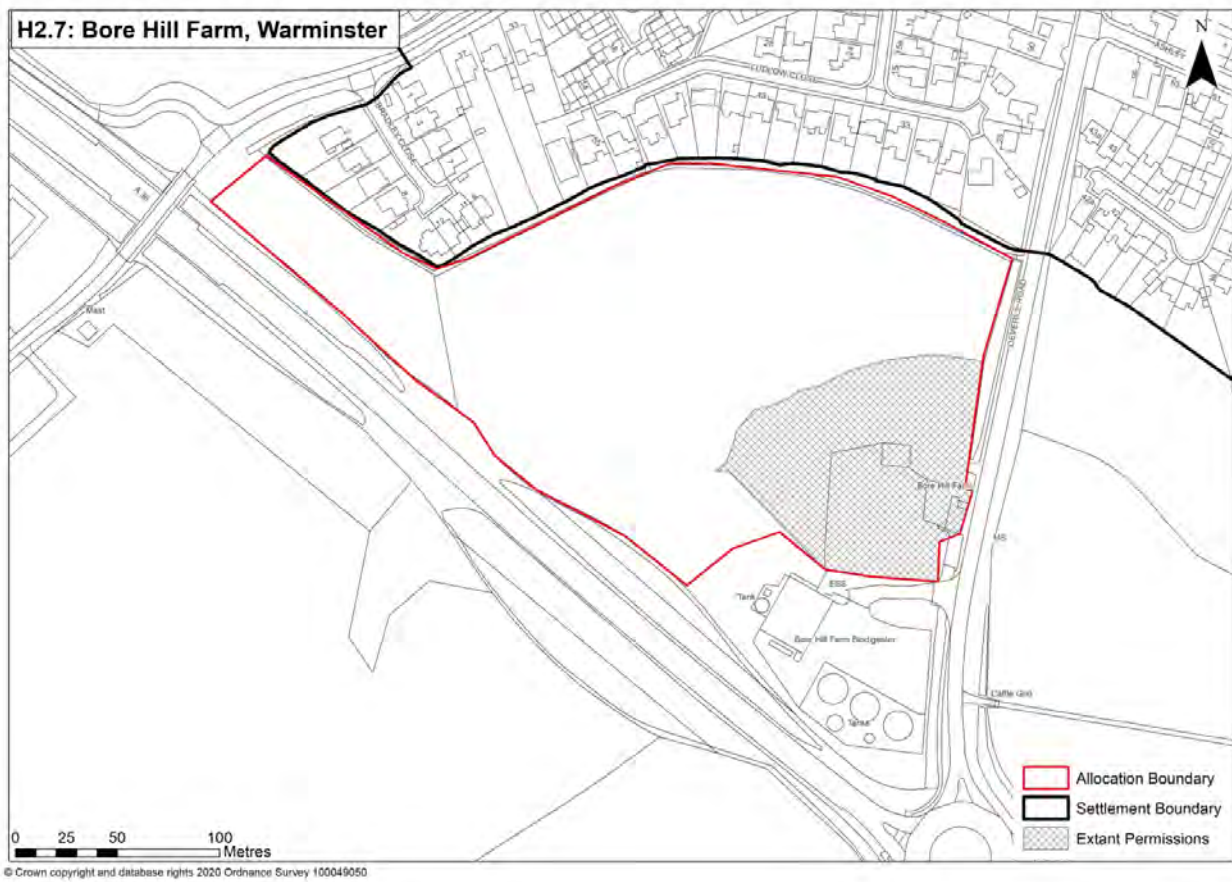 H2.7: Bore Hill Farm, Warminster
N
ASHLEY
LUDLOW CLOSE
BRADLEY CLOSE
A 36
Mast
DEVERILL ROAD
Bore Hill Farm
MS
ESS
Tank
Bore Hill Farm Biodigester
Tanks
Cattle Grid
Allocation Boundary
Settlement Boundary
Extant Permissions
0 25 50 100
Metres
© Crown copyright and database rights 2020 Ordnance Survey 100049050